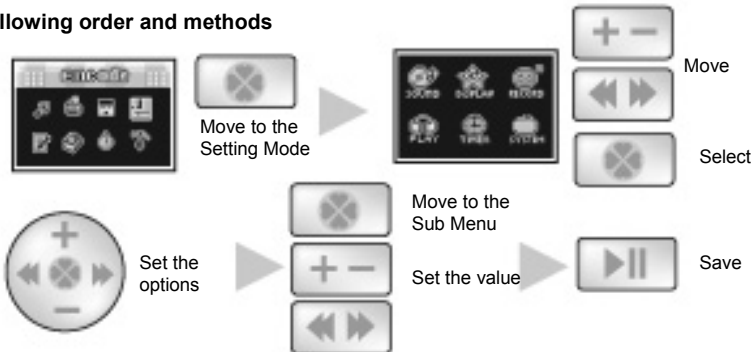 llowing order and methods
encode
SOUND DISPLAY RECORD
PLAY TIMER SYSTEM
Move to the
Setting Mode
Move
Select
Set the
options
Move to the
Sub Menu
Set the value
Save